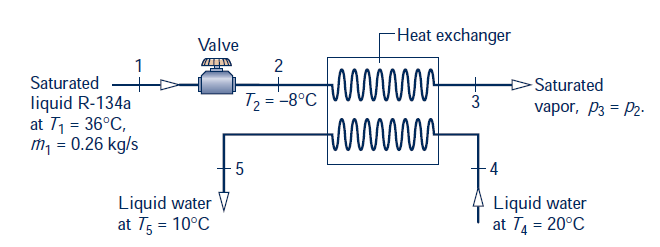 Heat exchanger
Valve
1
2
Saturated
liquid R-134a
at T₁ = 36°C,
ṁ₁ = 0.26 kg/s
T₂ = –8°C
3
Saturated
vapor, p₃ = p₂.
5
4
Liquid water
at T₅ = 10°C
Liquid water
at T₄ = 20°C